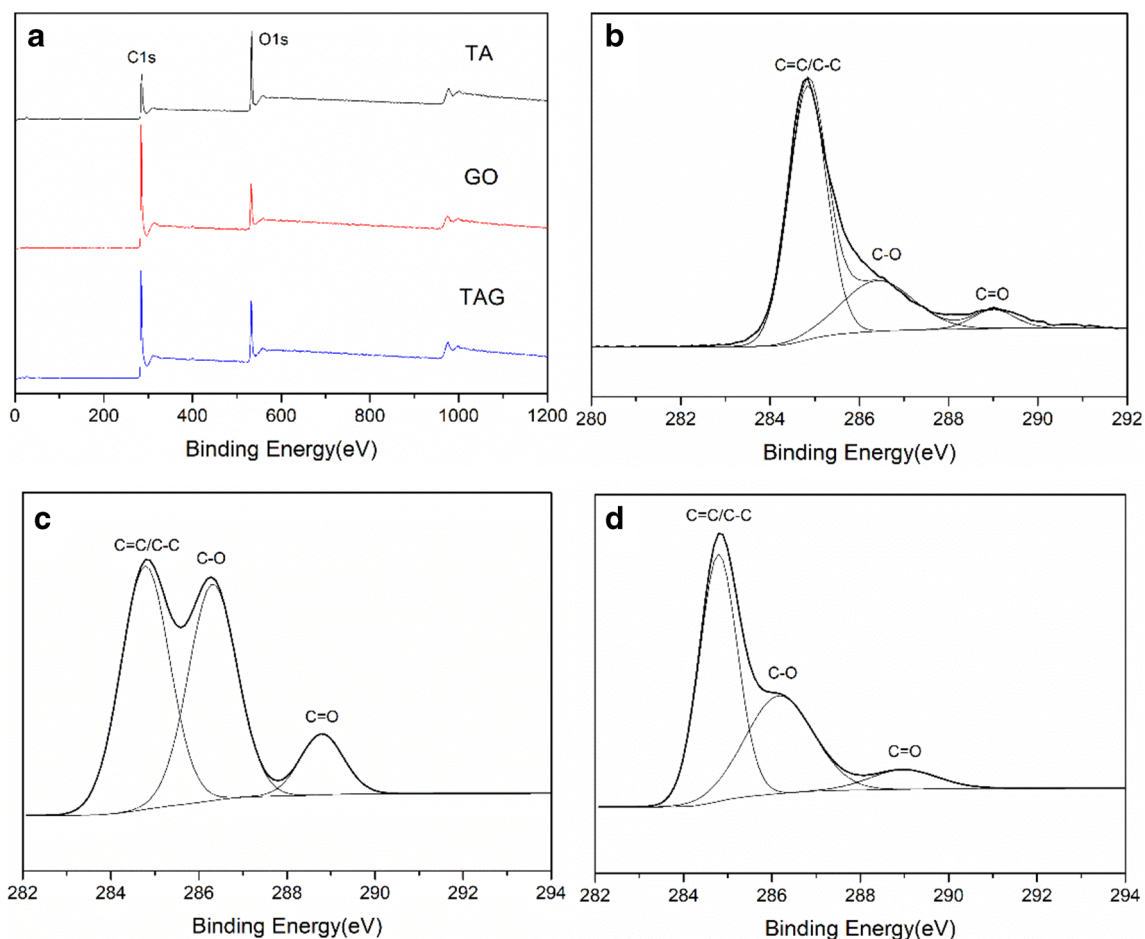 a
C1s
O1s
TA
GO
TAG
0 200 400 600 800 1000 1200
Binding Energy(eV)
b
C=C/C-C
C-O
C=O
280 282 284 286 288 290 292
Binding Energy(eV)
c
C=C/C-C
C-O
C=O
282 284 286 288 290 292 294
Binding Energy(eV)
d
C=C/C-C
C-O
C=O
282 284 286 288 290 292 294
Binding Energy(eV)